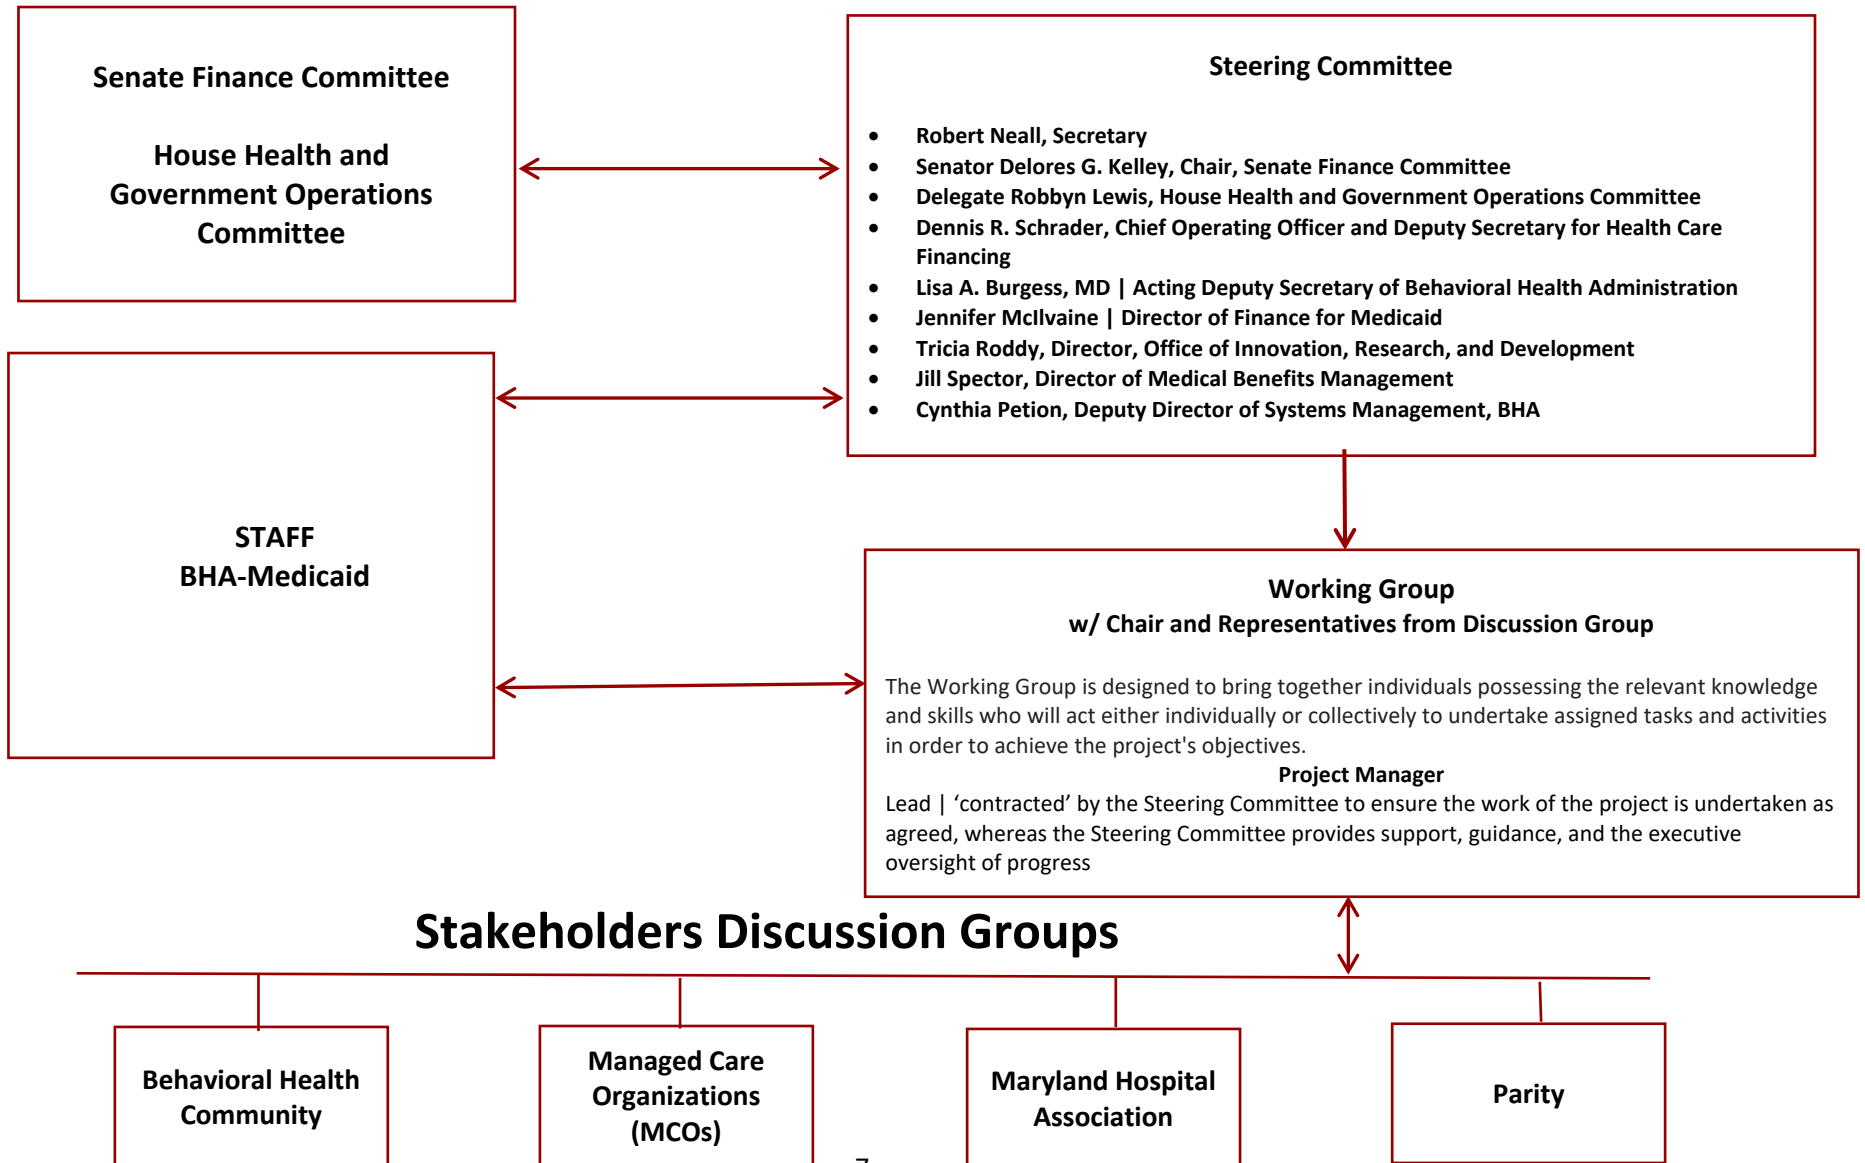 Senate Finance Committee
House Health and
Government Operations
Committee
Steering Committee
• Robert Neall, Secretary
• Senator Delores G. Kelley, Chair, Senate Finance Committee
• Delegate Robbyn Lewis, House Health and Government Operations Committee
• Dennis R. Schrader, Chief Operating Officer and Deputy Secretary for Health Care
Financing
• Lisa A. Burgess, MD | Acting Deputy Secretary of Behavioral Health Administration
• Jennifer McIlvaine | Director of Finance for Medicaid
• Tricia Roddy, Director, Office of Innovation, Research, and Development
• Jill Spector, Director of Medical Benefits Management
• Cynthia Petion, Deputy Director of Systems Management, BHA
STAFF
BHA-Medicaid
Working Group
w/ Chair and Representatives from Discussion Group
The Working Group is designed to bring together individuals possessing the relevant knowledge
and skills who will act either individually or collectively to undertake assigned tasks and activities
in order to achieve the project's objectives.
Project Manager
Lead | ‘contracted’ by the Steering Committee to ensure the work of the project is undertaken as
agreed, whereas the Steering Committee provides support, guidance, and the executive
oversight of progress
Stakeholders Discussion Groups
Behavioral Health
Community
Managed Care
Organizations
(MCOs)
Maryland Hospital
Association
Parity